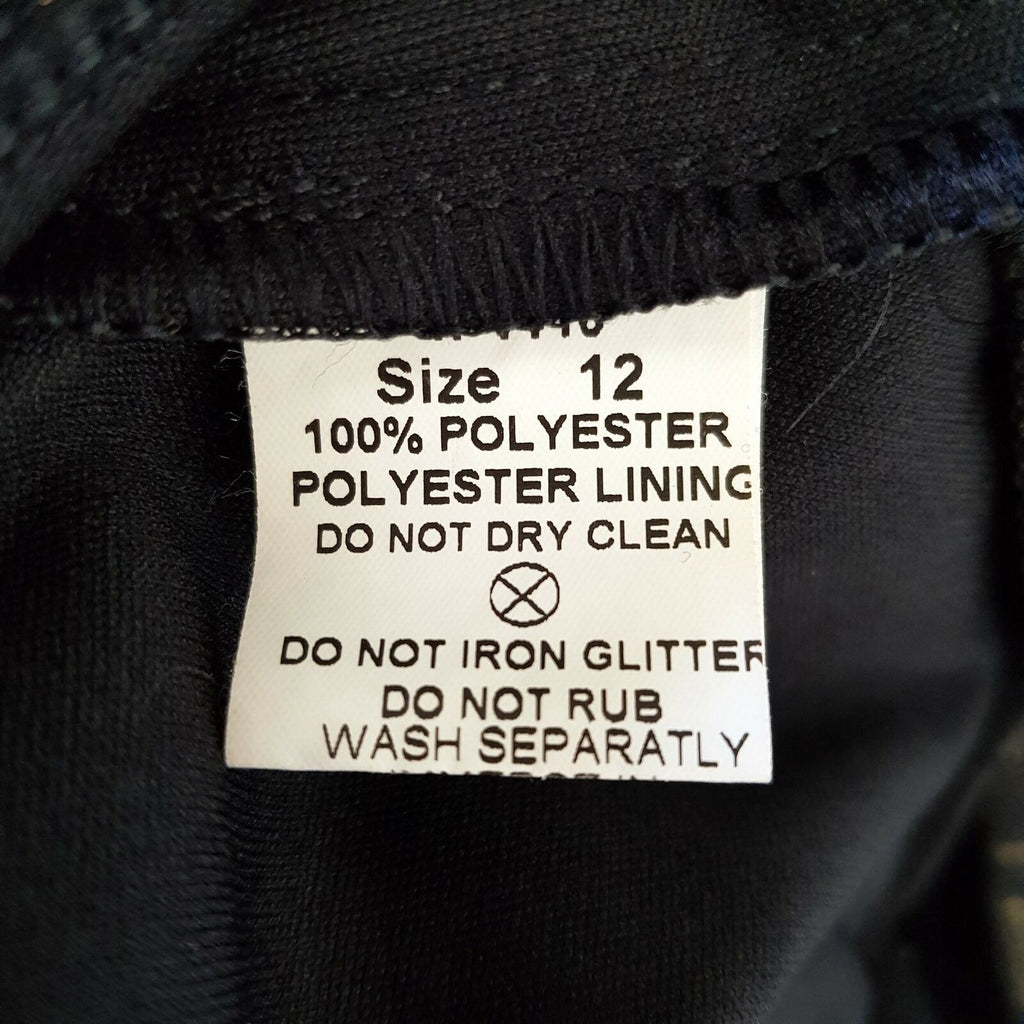 Size 12
100% POLYESTER
POLYESTER LINING
DO NOT DRY CLEAN
DO NOT IRON GLITTER
DO NOT RUB
WASH SEPARATLY